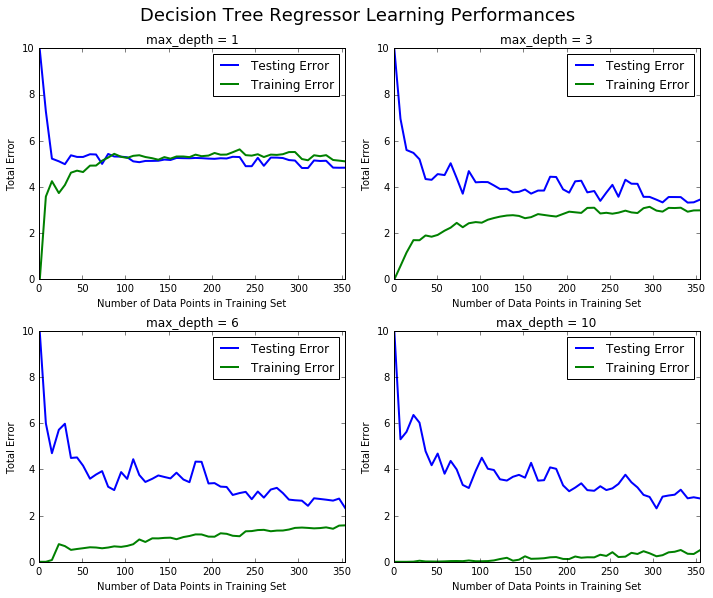 Decision Tree Regressor Learning Performances
max_depth = 1
10
8
6
4
2
0
Total Error
Testing Error
Training Error
0 50 100 150 200 250 300 350
Number of Data Points in Training Set
max_depth = 3
10
8
6
4
2
0
Total Error
Testing Error
Training Error
0 50 100 150 200 250 300 350
Number of Data Points in Training Set
max_depth = 6
10
8
6
4
2
0
Total Error
Testing Error
Training Error
0 50 100 150 200 250 300 350
Number of Data Points in Training Set
max_depth = 10
10
8
6
4
2
0
Total Error
Testing Error
Training Error
0 50 100 150 200 250 300 350
Number of Data Points in Training Set